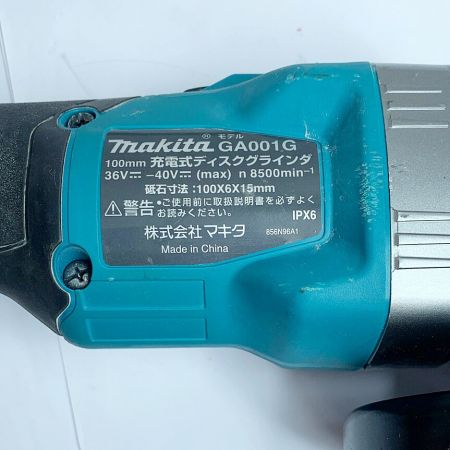 ® モデル
makita GA001G
100mm 充電式ディスクグラインダ
36V⎓ −40V⎓ (max) n 8500min⁻¹
砥石寸法：100X6X15mm
⚠警告 •ご使用前に取扱説明書を必ずよく
お読みください。 IPX6
株式会社マキタ 856N96A1
Made in China